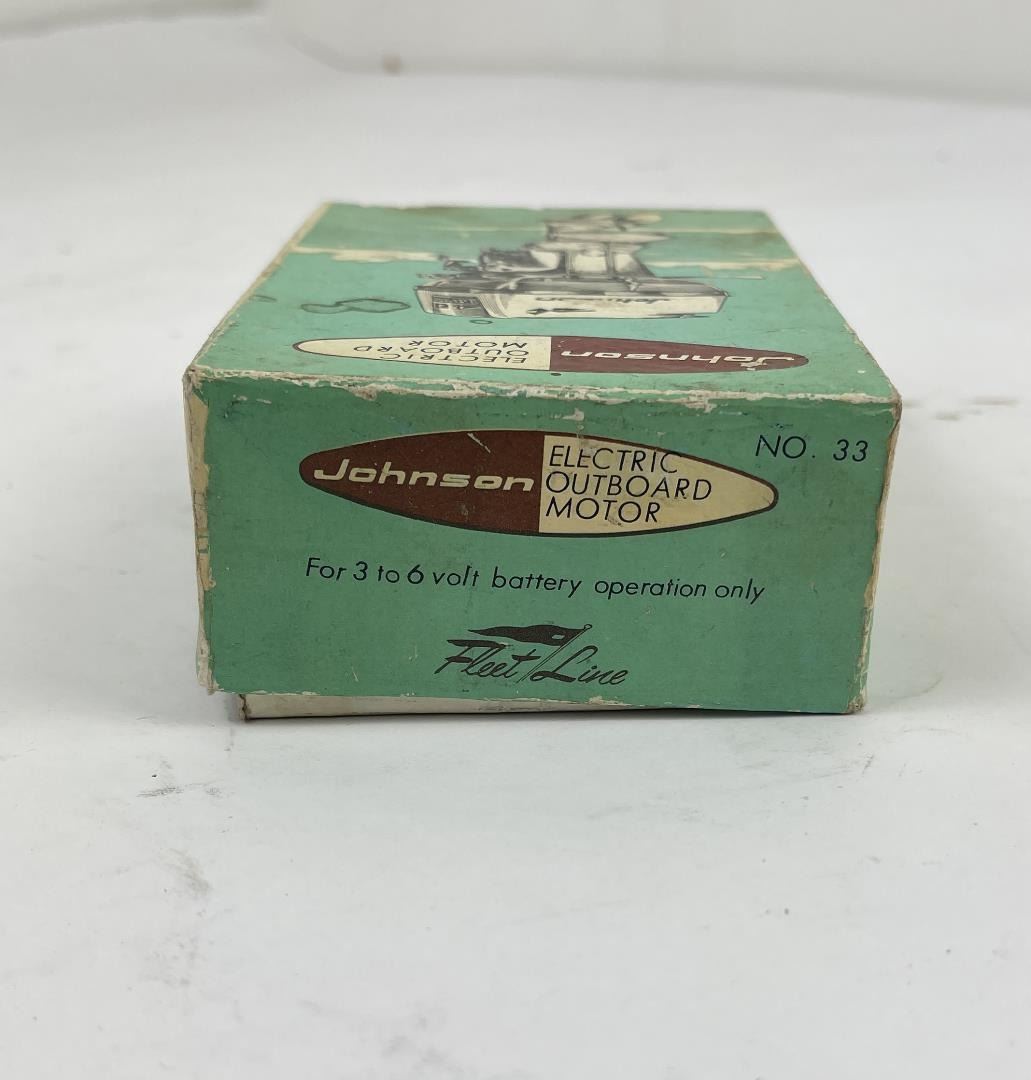 Johnson
Johnson
ELECTRIC
OUTBOARD
MOTOR
NO. 33
Johnson
ELECTRIC
OUTBOARD
MOTOR
For 3 to 6 volt battery operation only
Fleet Line